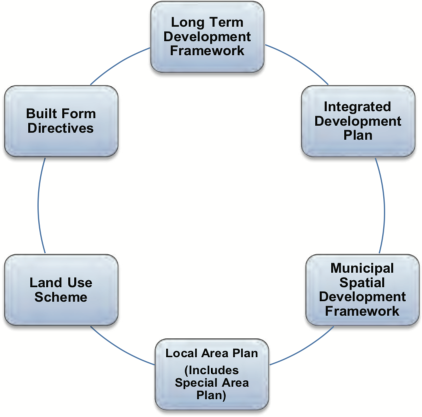 Long Term
Development
Framework
Integrated
Development
Plan
Municipal
Spatial
Development
Framework
Local Area Plan
(Includes
Special Area
Plan)
Land Use
Scheme
Built Form
Directives